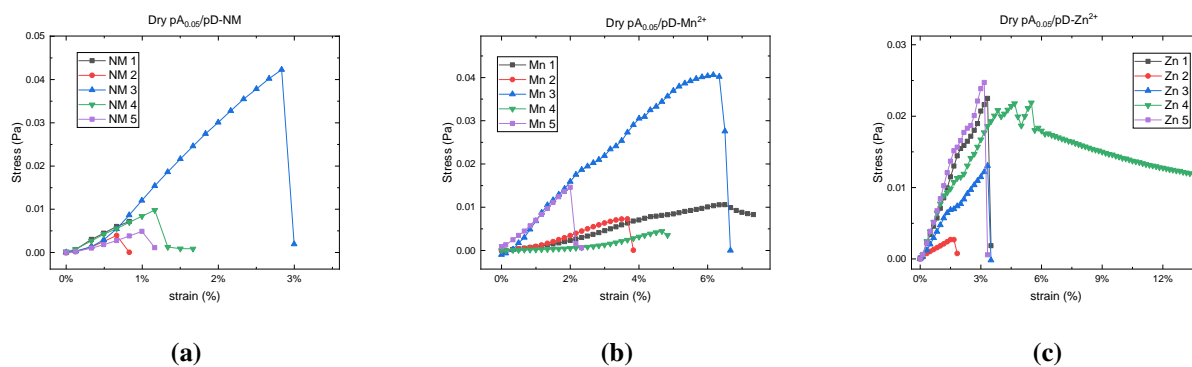 Dry pA0.05/pD-NM
0.05
0.04
0.03
0.02
0.01
0.00
Stress (Pa)
NM 1
NM 2
NM 3
NM 4
NM 5
0%
1%
2%
3%
strain (%)
(a)
Dry pA0.05/pD-Mn2+
0.04
0.02
0.00
Stress (Pa)
Mn 1
Mn 2
Mn 3
Mn 4
Mn 5
0%
2%
4%
6%
strain (%)
(b)
Dry pA0.05/pD-Zn2+
0.03
0.02
0.01
0.00
Stress (Pa)
Zn 1
Zn 2
Zn 3
Zn 4
Zn 5
0%
3%
6%
9%
12%
strain (%)
(c)